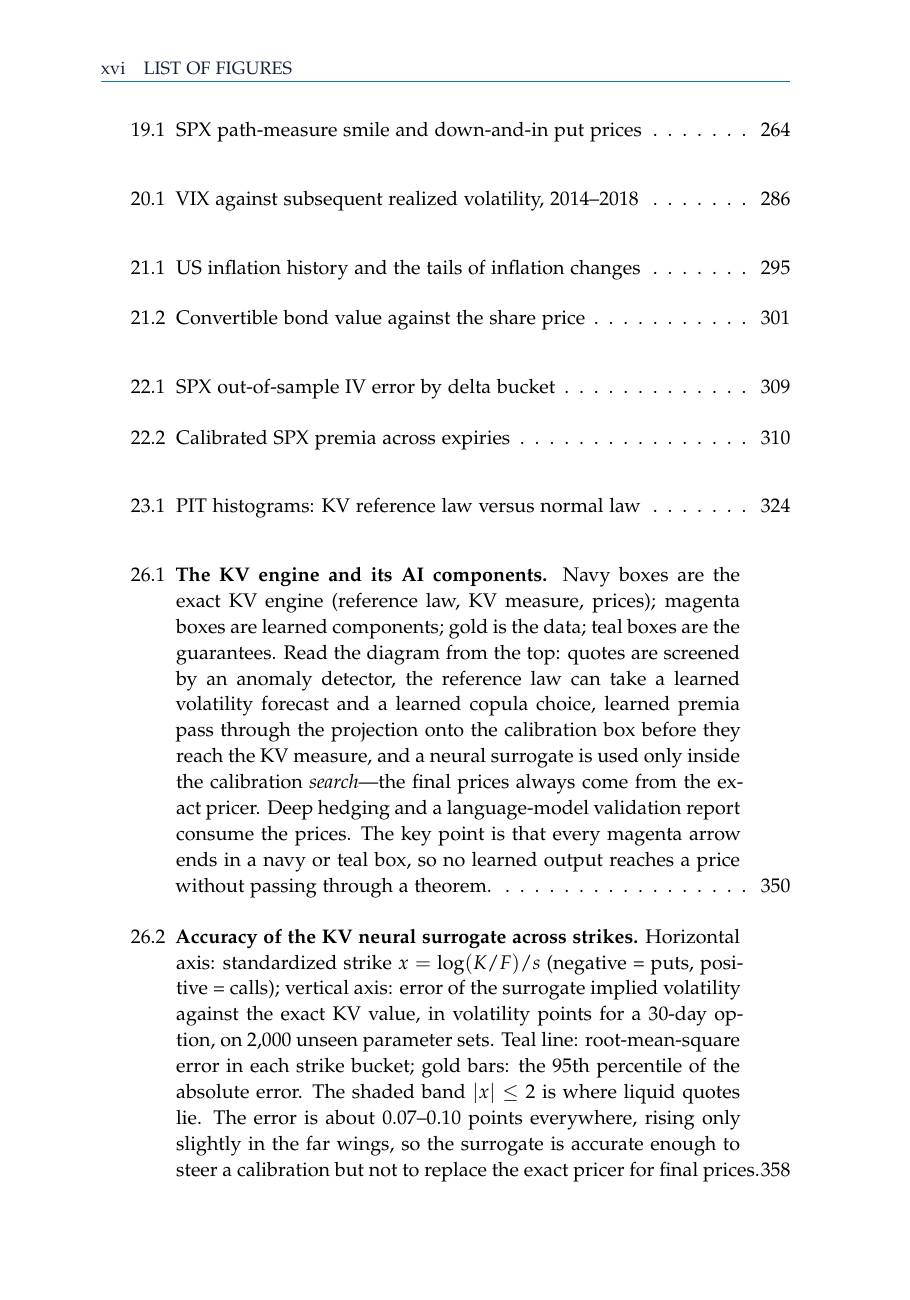 xvi LIST OF FIGURES
19.1 SPX path-measure smile and down-and-in put prices . . . . . . . 264
20.1 VIX against subsequent realized volatility, 2014–2018 . . . . . . . 286
21.1 US inflation history and the tails of inflation changes . . . . . . . 295
21.2 Convertible bond value against the share price . . . . . . . . . . . 301
22.1 SPX out-of-sample IV error by delta bucket . . . . . . . . . . . . . 309
22.2 Calibrated SPX premia across expiries . . . . . . . . . . . . . . . . 310
23.1 PIT histograms: KV reference law versus normal law . . . . . . . 324
26.1 The KV engine and its AI components. Navy boxes are the
exact KV engine (reference law, KV measure, prices); magenta
boxes are learned components; gold is the data; teal boxes are the
guarantees. Read the diagram from the top: quotes are screened
by an anomaly detector, the reference law can take a learned
volatility forecast and a learned copula choice, learned premia
pass through the projection onto the calibration box before they
reach the KV measure, and a neural surrogate is used only inside
the calibration search—the final prices always come from the ex-
act pricer. Deep hedging and a language-model validation report
consume the prices. The key point is that every magenta arrow
ends in a navy or teal box, so no learned output reaches a price
without passing through a theorem. . . . . . . . . . . . . . . . . . 350
26.2 Accuracy of the KV neural surrogate across strikes. Horizontal
axis: standardized strike x = log(K/F)/s (negative = puts, posi-
tive = calls); vertical axis: error of the surrogate implied volatility
against the exact KV value, in volatility points for a 30-day op-
tion, on 2,000 unseen parameter sets. Teal line: root-mean-square
error in each strike bucket; gold bars: the 95th percentile of the
absolute error. The shaded band |x| ≤ 2 is where liquid quotes
lie. The error is about 0.07–0.10 points everywhere, rising only
slightly in the far wings, so the surrogate is accurate enough to
steer a calibration but not to replace the exact pricer for final prices.358